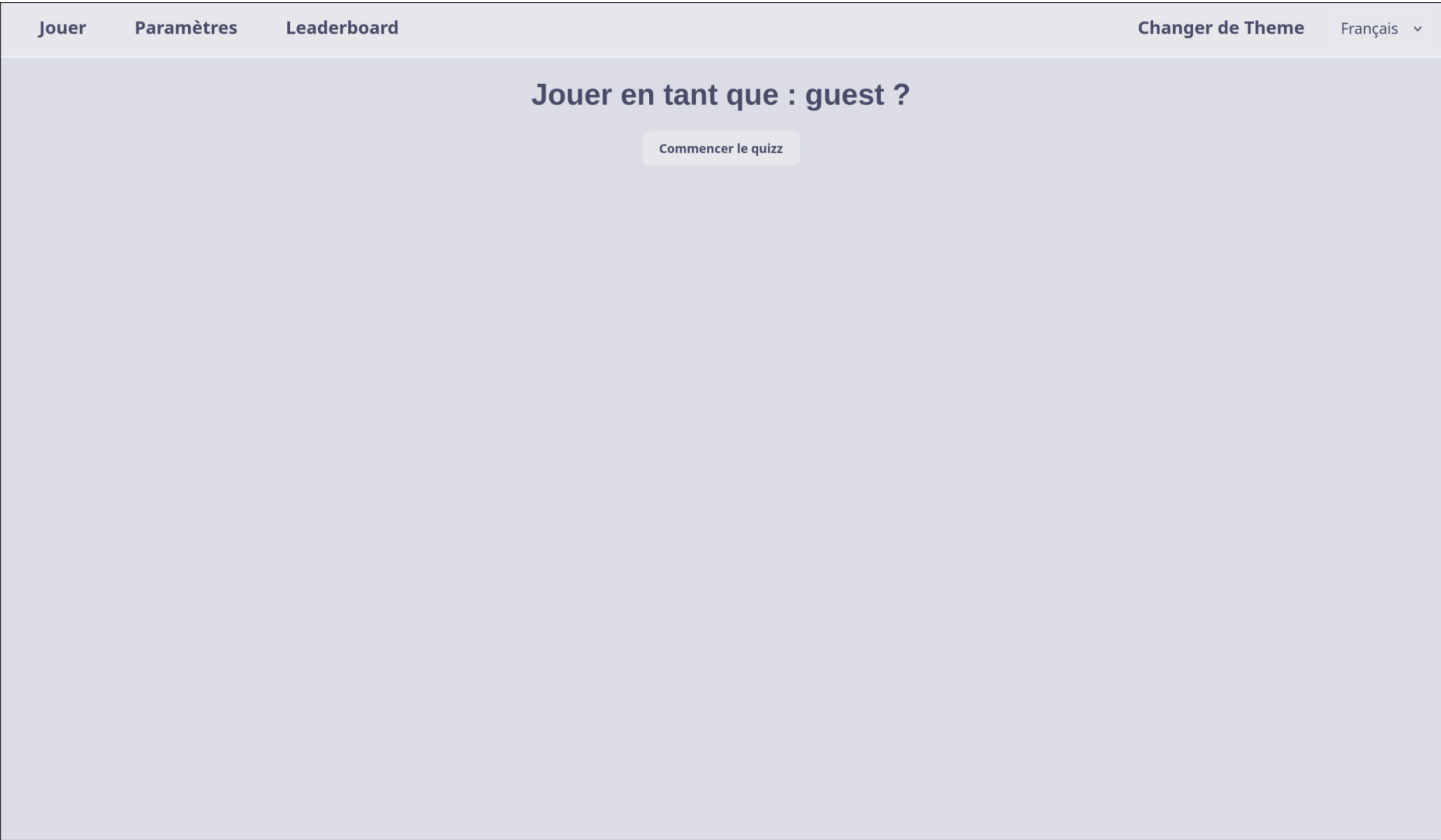 Jouer Paramètres Leaderboard Changer de Theme Français
Jouer en tant que : guest ?
Commencer le quizz